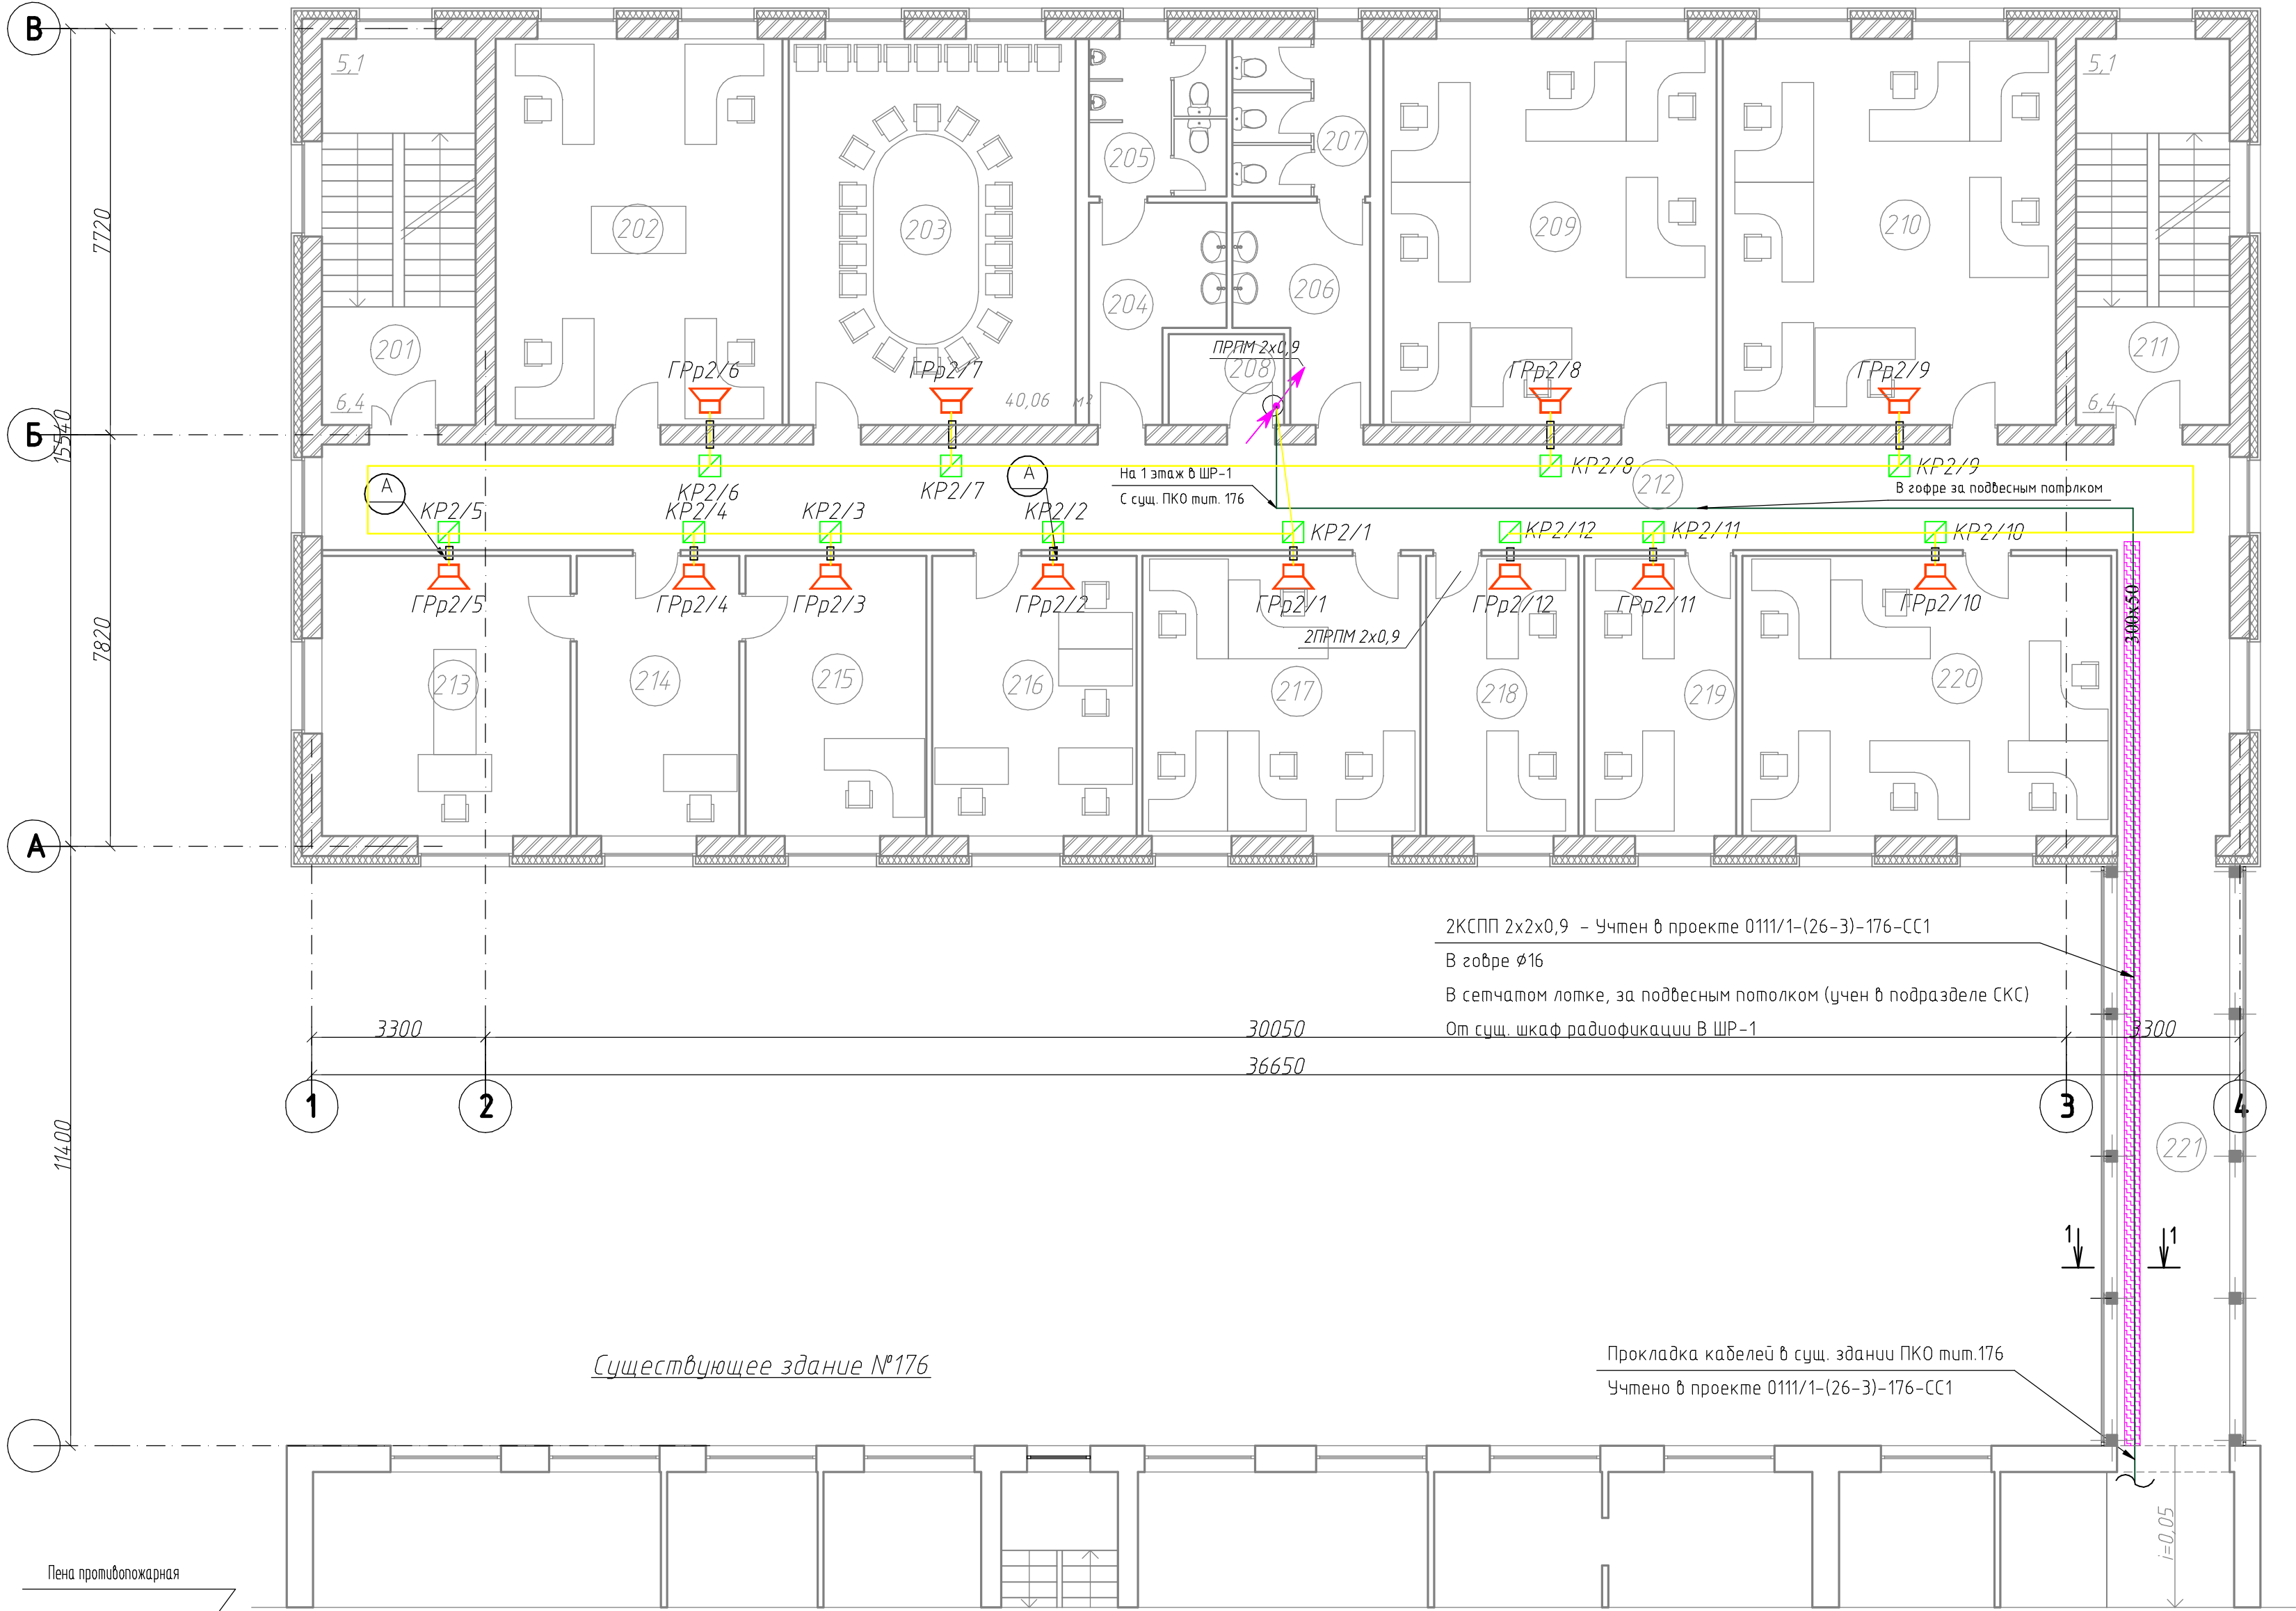 В
5,1
5,1
7720
202
203
205
207
209
210
204
206
201
211
6,4
6,4
ПРПМ 2х0,9
208
ГРр2/6
ГРр2/7
ГРр2/8
ГРр2/9
40,06 м²
Б
15540
А
А
КР2/6
КР2/7
КР2/8
КР2/9
212
На 1 этаж в ШР-1
С сущ. ПКО тит. 176
В гофре за подвесным потолком
КР2/5
КР2/4
КР2/3
КР2/2
КР2/1
КР2/12
КР2/11
КР2/10
ГРр2/5
ГРр2/4
ГРр2/3
ГРр2/2
ГРр2/1
ГРр2/12
ГРр2/11
ГРр2/10
300х50
2ПРПМ 2х0,9
7820
213
214
215
216
217
218
219
220
А
2КСПП 2х2х0,9 - Учтен в проекте 0111/1-(26-3)-176-СС1
В говре ø16
В сетчатом лотке, за подвесным потолком (учен в подразделе СКС)
От сущ. шкаф радиофикации В ШР-1
3300
30050
3300
36650
1
2
3
4
11400
221
1
1
Существующее здание №176
Прокладка кабелей в сущ. здании ПКО тит.176
Учтено в проекте 0111/1-(26-3)-176-СС1
i=0,05
Пена противопожарная